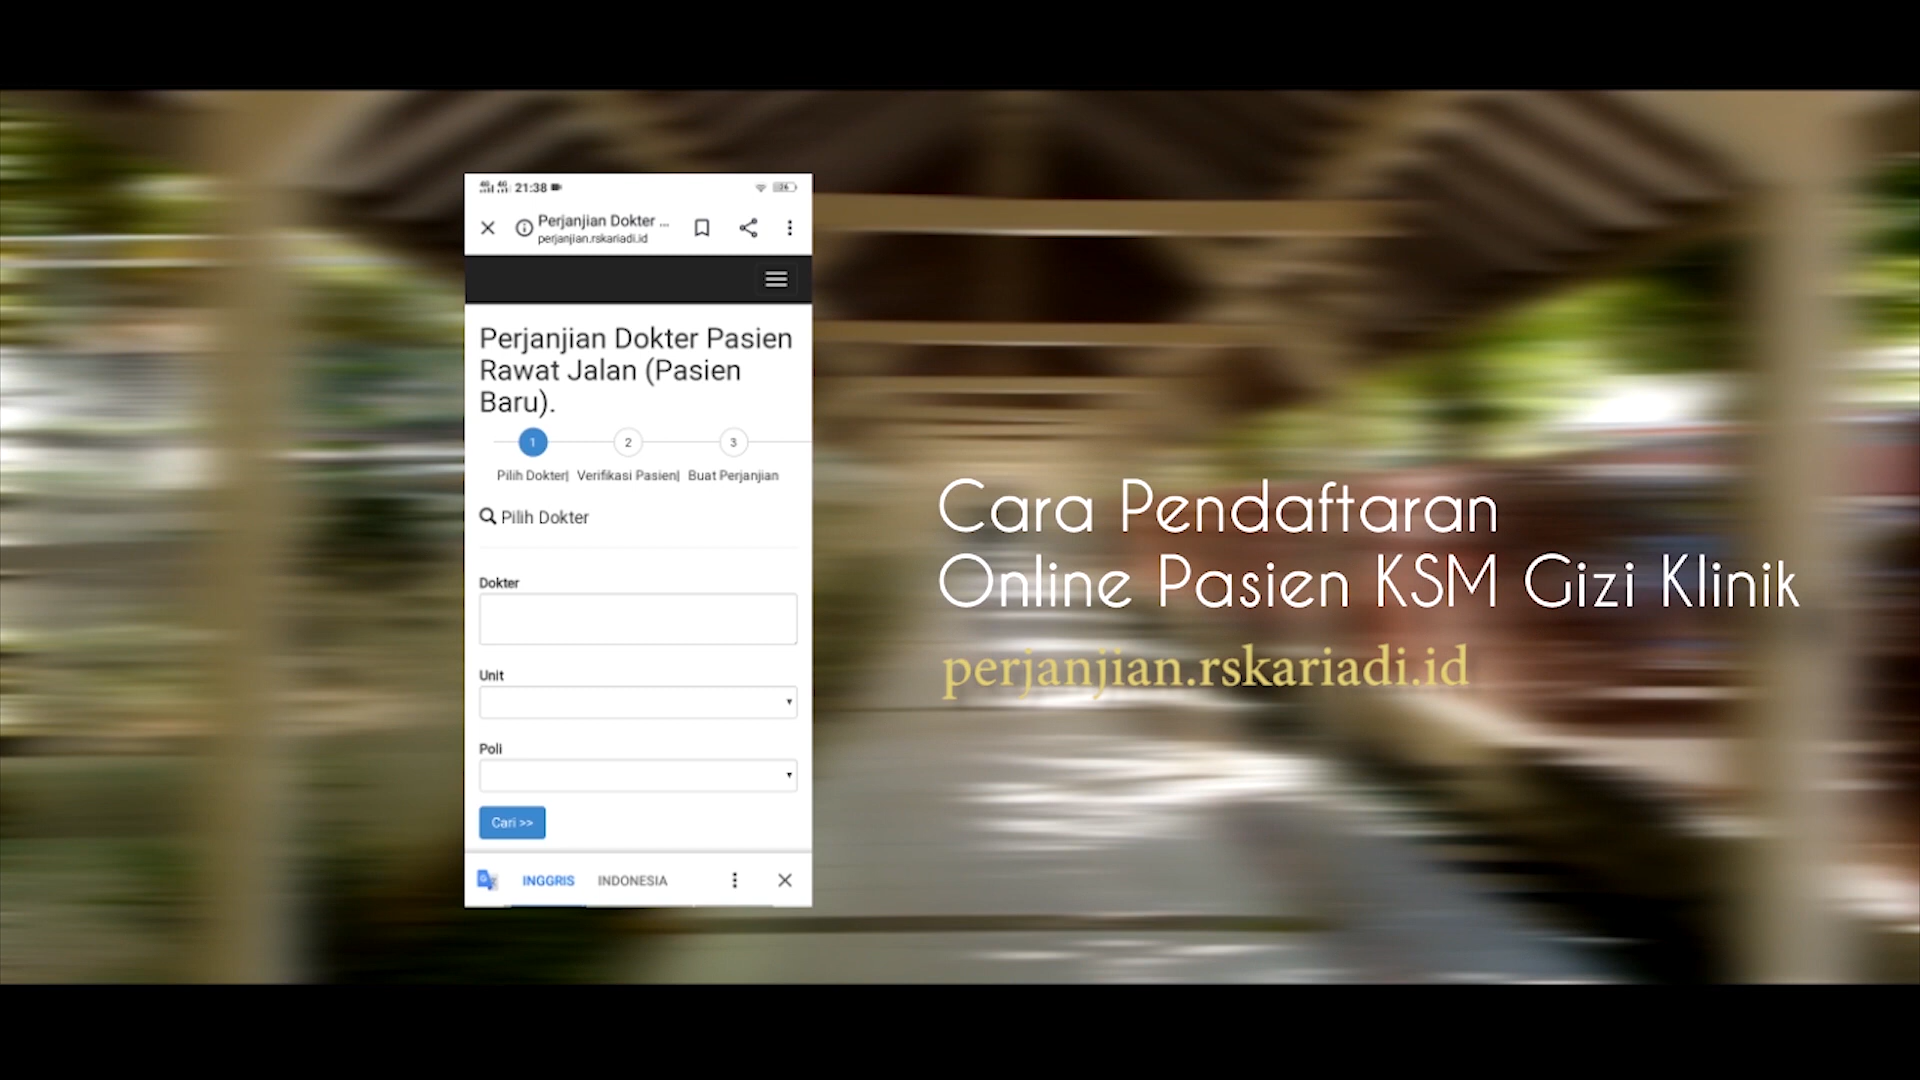 21:38
Perjanjian Dokter ...
perjanjian.rskariadi.id
Perjanjian Dokter Pasien
Rawat Jalan (Pasien
Baru).
1 2 3
Pilih Dokter| Verifikasi Pasien| Buat Perjanjian
Pilih Dokter
Dokter
Unit
Poli
Cari >>
INGGRIS INDONESIA
Cara Pendaftaran
Online Pasien KSM Gizi Klinik
perjanjian.rskariadi.id